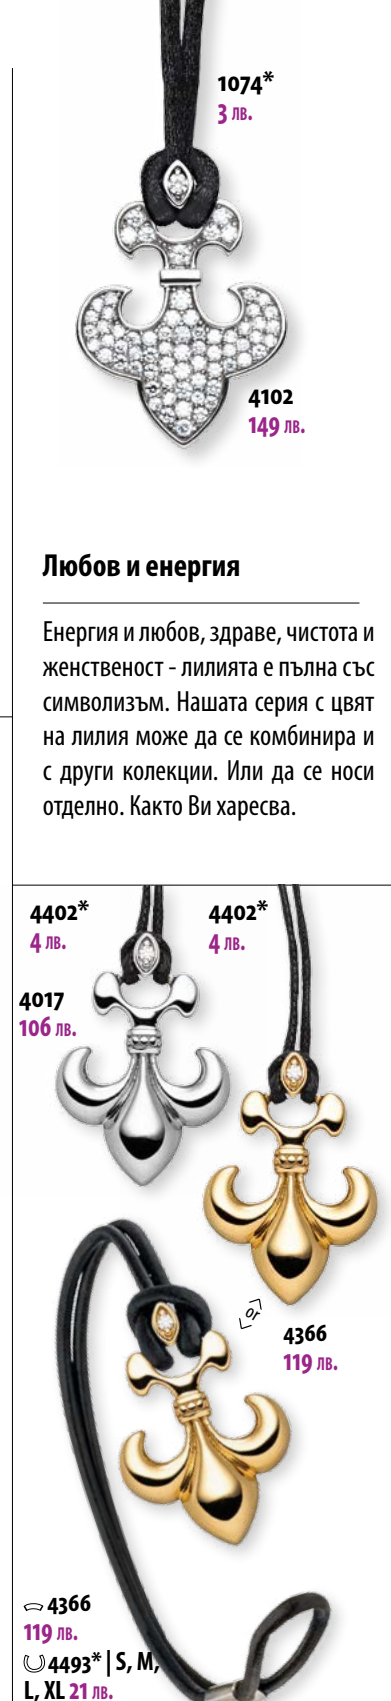 1074*
3 лв.
4102
149 лв.
Любов и енергия
Енергия и любов, здраве, чистота и
женственост - лилията е пълна със
символизъм. Нашата серия с цвят
на лилия може да се комбинира и
с други колекции. Или да се носи
отделно. Както Ви харесва.
4402*
4 лв.
4402*
4 лв.
4017
106 лв.
4366
119 лв.
4366
119 лв.
4493* | S, M,
L, XL 21 лв.